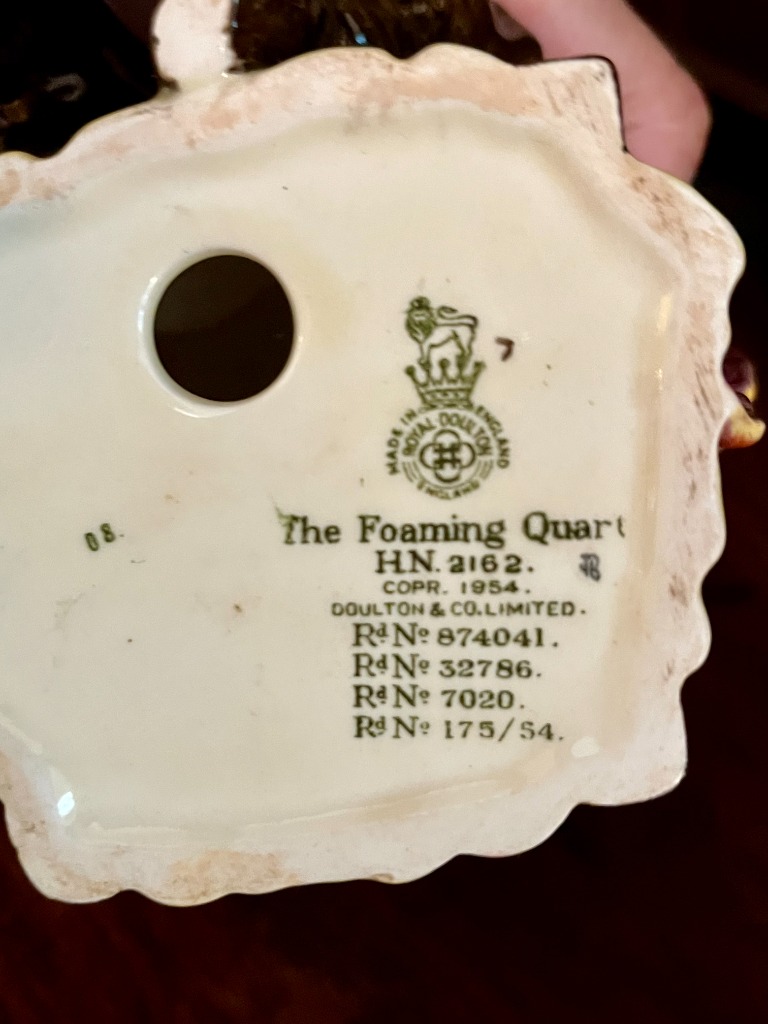 MADE IN ENGLAND
ROYAL DOULTON
ENGLAND
The Foaming Quart
H.N. 2162.
COPR. 1954.
DOULTON & CO. LIMITED.
Rd No 874041.
Rd No 32786.
Rd No 7020.
Rd No 175/54.
08.
7